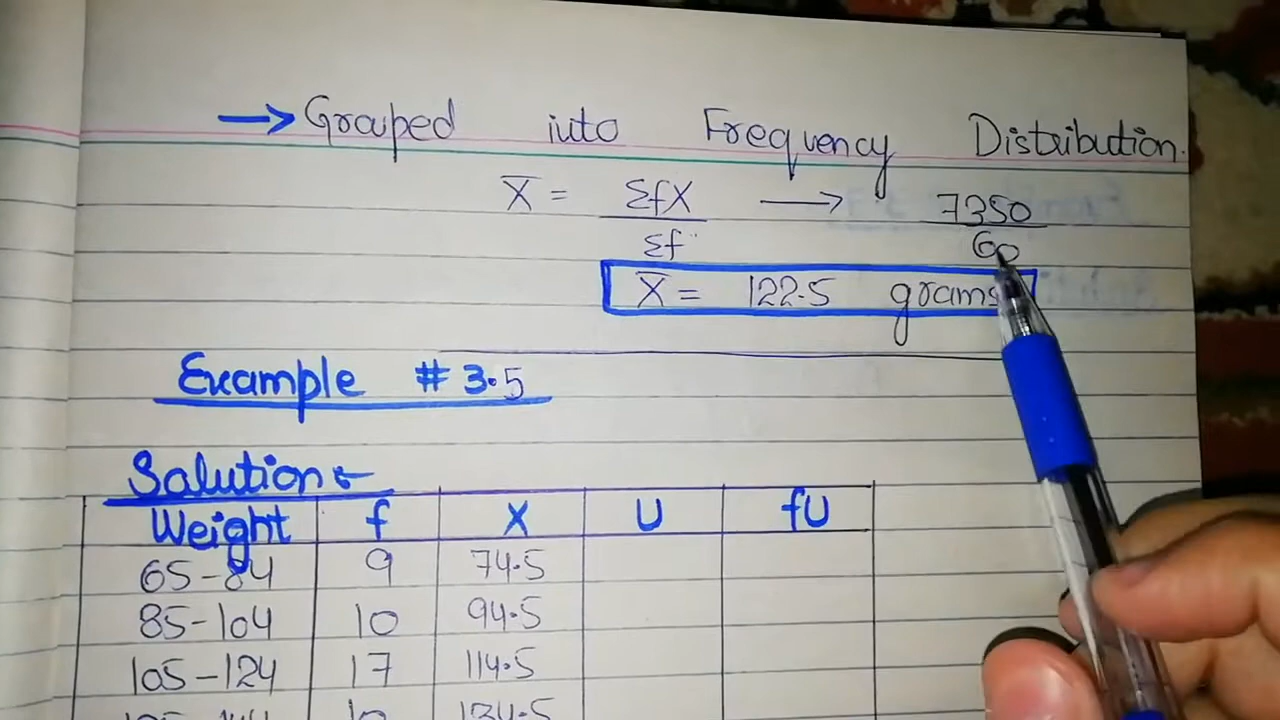 → Grouped into Frequency Distribution.
X̄ = ΣfX → 7350
Σf 60
X̄ = 122.5 grams
Example # 3.5
Solution:-
Weight f X U fU
65-84 9 74.5
85-104 10 94.5
105-124 17 114.5
134.5